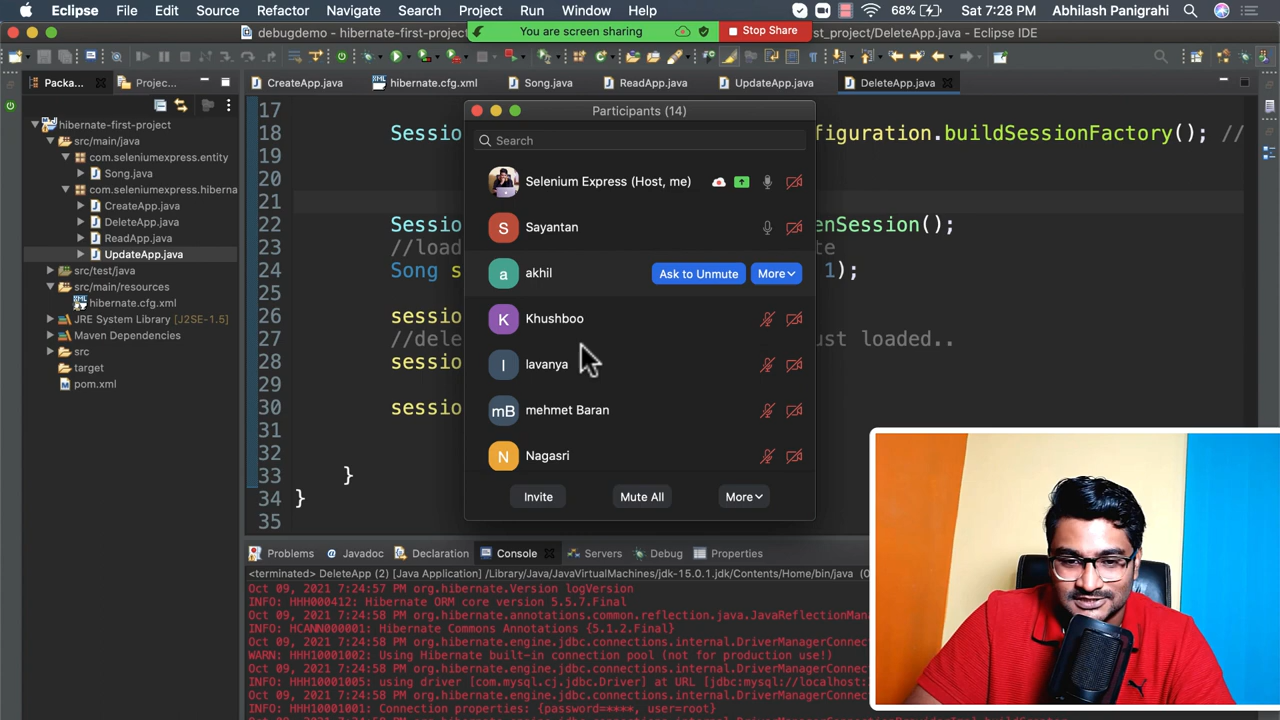 Eclipse File Edit Source Refactor Navigate Search Project Run Window Help 68% Sat 7:28 PM Abhilash Panigrahi
debugdemo - hibernate-first-projec st_project/DeleteApp.java - Eclipse IDE
You are screen sharing Stop Share
Packa... Projec...
CreateApp.java hibernate.cfg.xml Song.java ReadApp.java UpdateApp.java DeleteApp.java
hibernate-first-project
src/main/java
com.seleniumexpress.entity
Song.java
com.seleniumexpress.hiberna
CreateApp.java
DeleteApp.java
ReadApp.java
UpdateApp.java
src/test/java
src/main/resources
hibernate.cfg.xml
JRE System Library [J2SE-1.5]
Maven Dependencies
src
target
pom.xml
17
18 Sessio figuration.buildSessionFactory(); //
19
20
21
22 Sessio enSession();
23 //load te
24 Song s 1);
25
26 sessio
27 //dele ust loaded..
28 sessio
29
30 sessio
31
32
33 }
34 }
35
Participants (14)
Search
Selenium Express (Host, me)
S Sayantan
a akhil Ask to Unmute More
K Khushboo
l lavanya
mB mehmet Baran
N Nagasri
Invite Mute All More
Problems Javadoc Declaration Console Servers Debug Properties
<terminated> DeleteApp (2) [Java Application] /Library/Java/JavaVirtualMachines/jdk-15.0.1.jdk/Contents/Home/bin/java (
Oct 09, 2021 7:24:57 PM org.hibernate.Version logVersion
INFO: HHH000412: Hibernate ORM core version 5.5.7.Final
Oct 09, 2021 7:24:58 PM org.hibernate.annotations.common.reflection.java.JavaReflectionMan
INFO: HCANN000001: Hibernate Commons Annotations {5.1.2.Final}
Oct 09, 2021 7:24:58 PM org.hibernate.engine.jdbc.connections.internal.DriverManagerConnec
WARN: HHH10001002: Using Hibernate built-in connection pool (not for production use!)
Oct 09, 2021 7:24:58 PM org.hibernate.engine.jdbc.connections.internal.DriverManagerConnec
INFO: HHH10001005: using driver [com.mysql.cj.jdbc.Driver] at URL [jdbc:mysql://localhost:
Oct 09, 2021 7:24:58 PM org.hibernate.engine.jdbc.connections.internal.DriverManagerConnec
INFO: HHH10001001: Connection properties: {password=****, user=root}